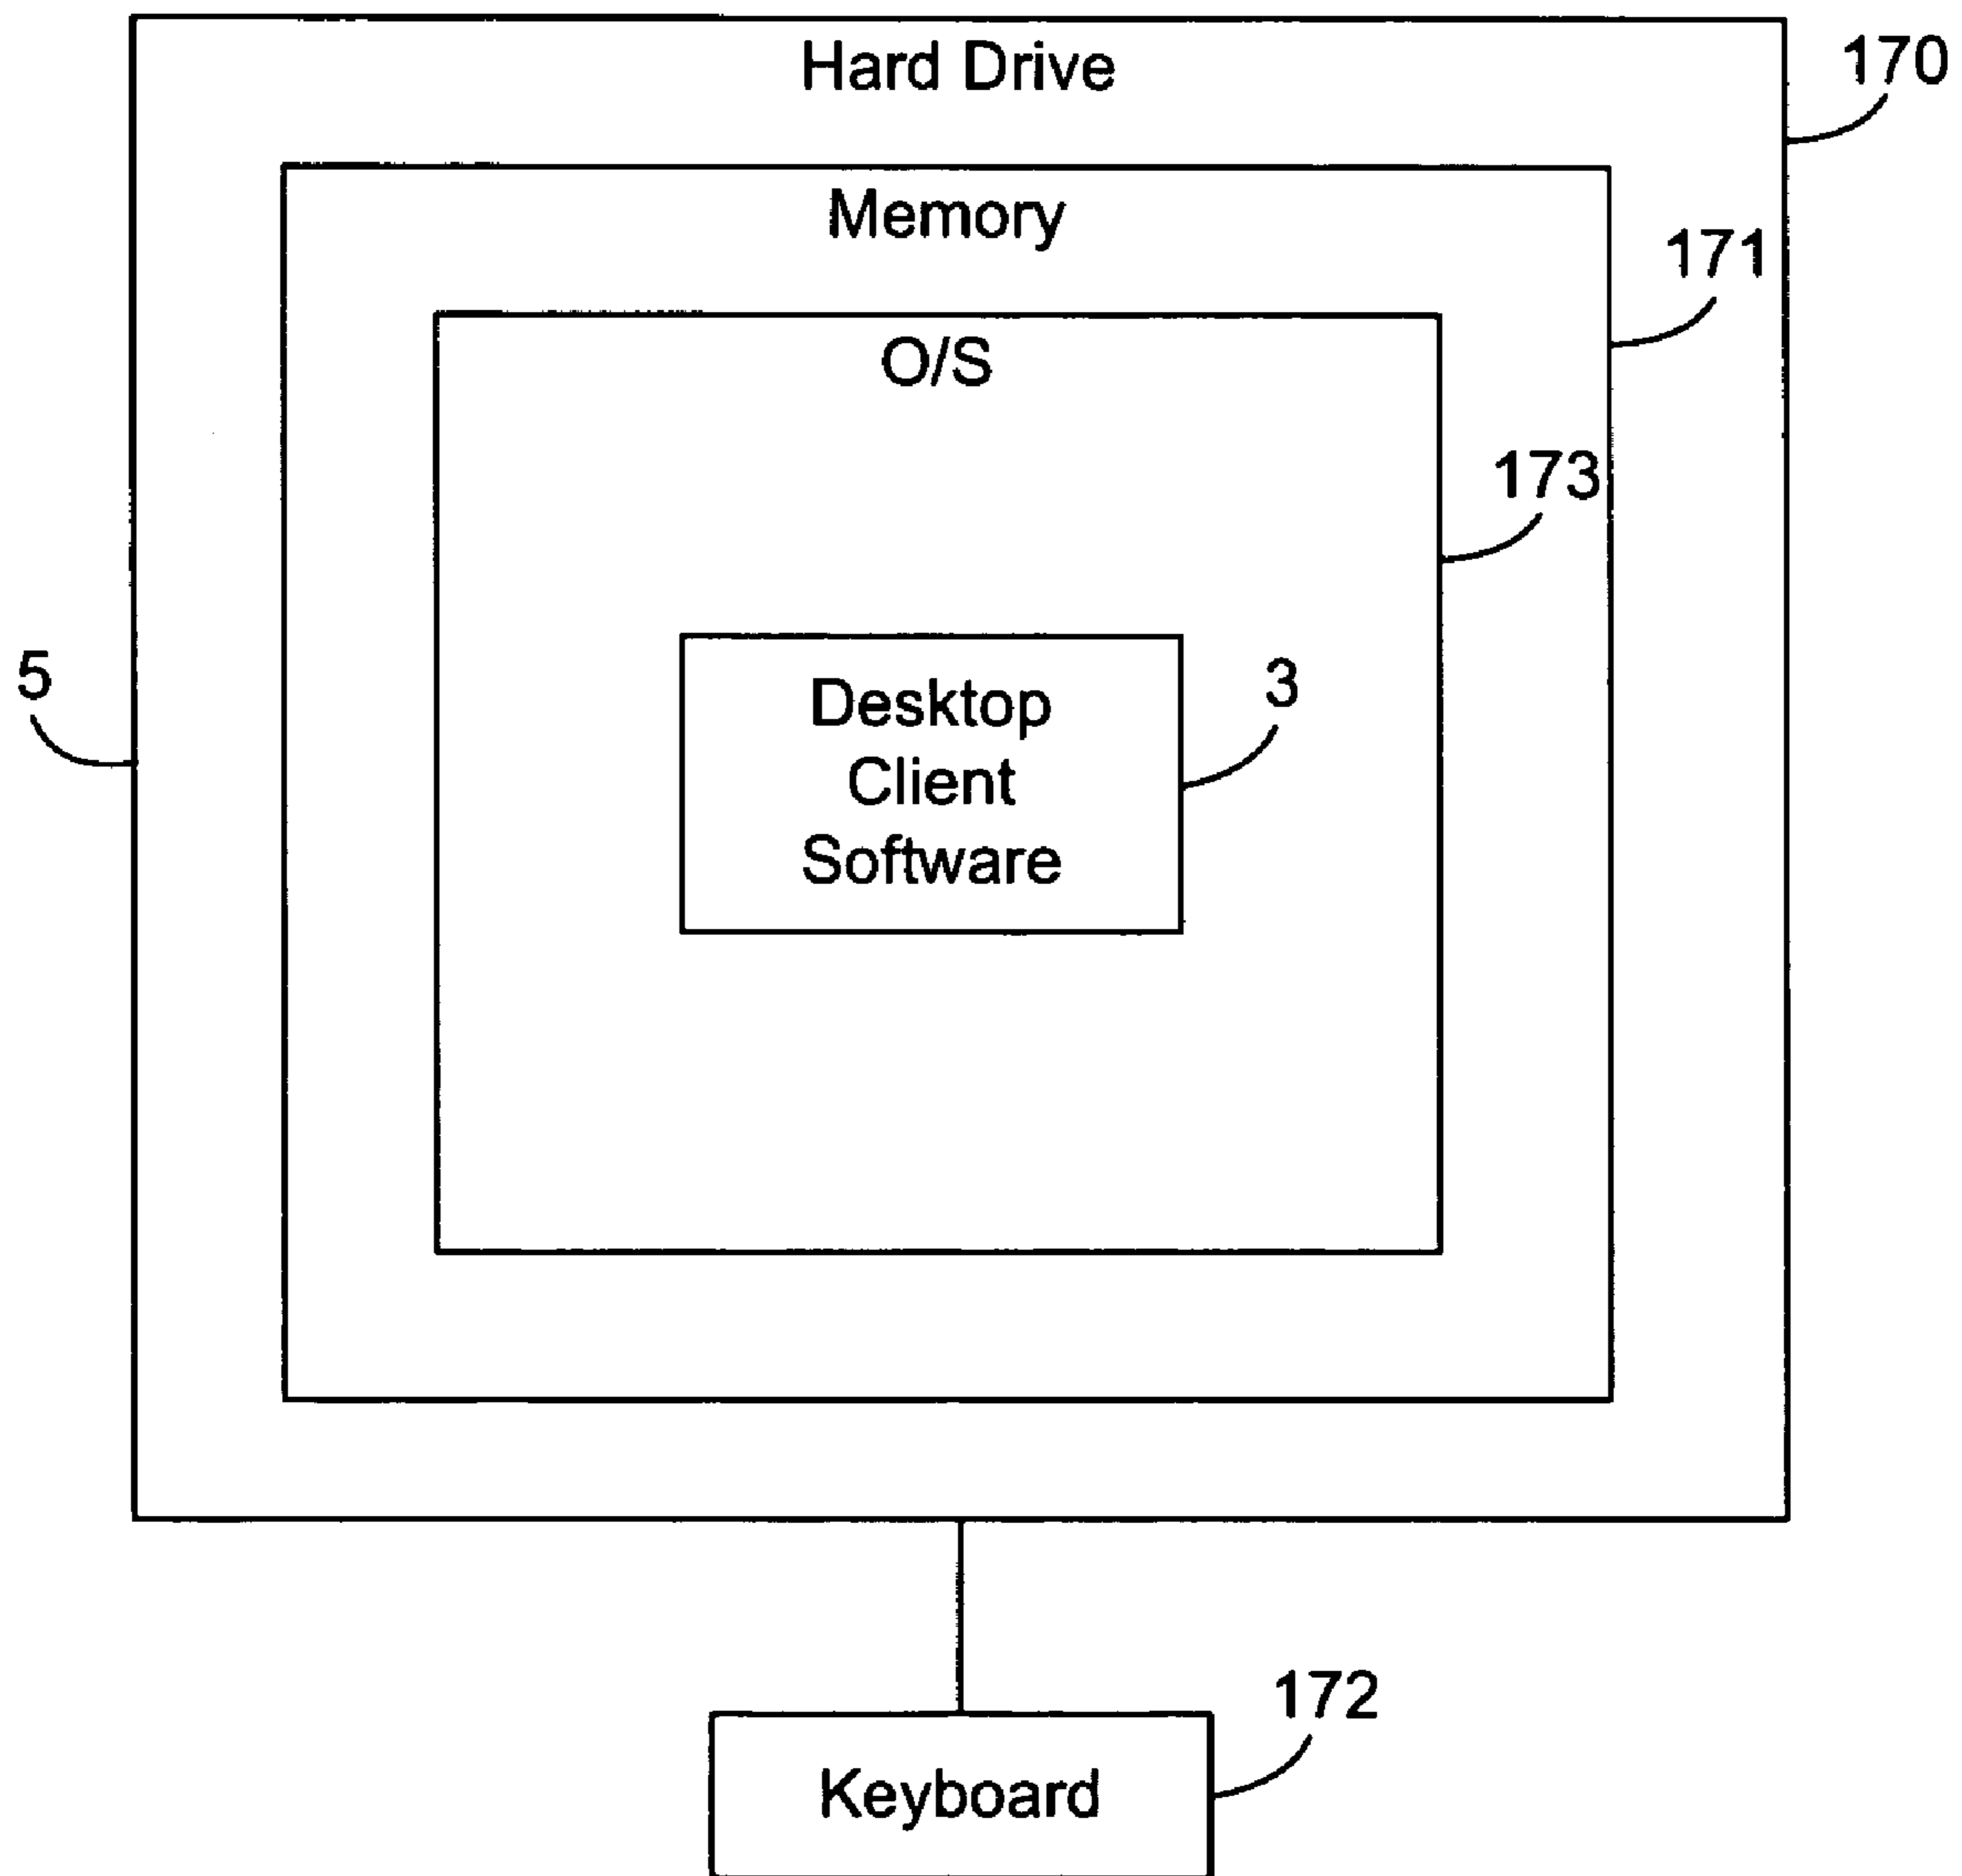 Hard Drive
170
Memory
171
O/S
173
5
3
Desktop
Client
Software
172
Keyboard